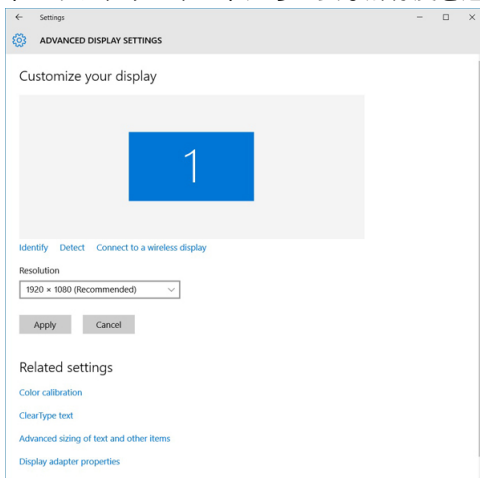 Settings
ADVANCED DISPLAY SETTINGS
Customize your display
1
Identify Detect Connect to a wireless display
Resolution
1920 × 1080 (Recommended)
Apply Cancel
Related settings
Color calibration
ClearType text
Advanced sizing of text and other items
Display adapter properties